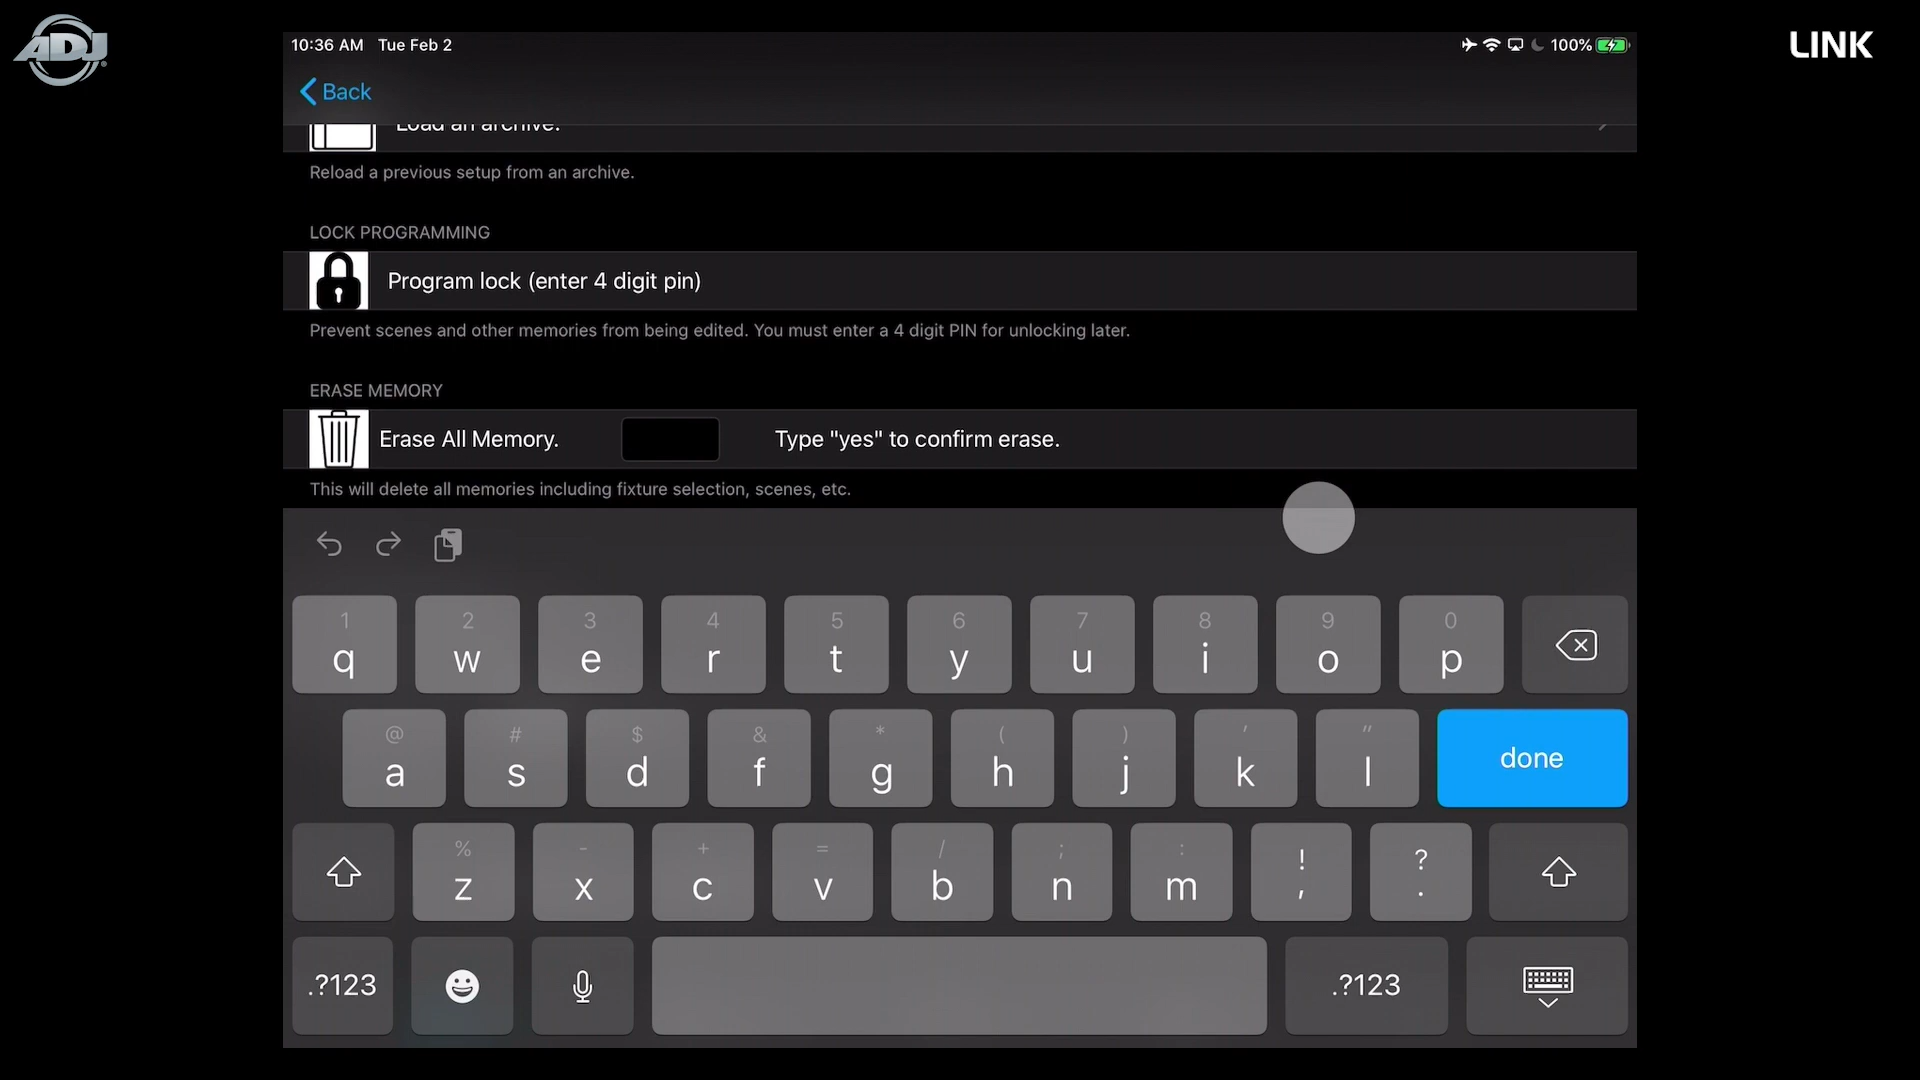 ADJ
LINK
10:36 AM Tue Feb 2
100%
Back
Load an archive.
Reload a previous setup from an archive.
LOCK PROGRAMMING
Program lock (enter 4 digit pin)
Prevent scenes and other memories from being edited. You must enter a 4 digit PIN for unlocking later.
ERASE MEMORY
Erase All Memory. Type "yes" to confirm erase.
This will delete all memories including fixture selection, scenes, etc.
1 2 3 4 5 6 7 8 9 0
q w e r t y u i o p
@ # $ & * ( ) ' "
a s d f g h j k l done
% - + = / ; : ! ?
z x c v b n m , .
.?123 .?123